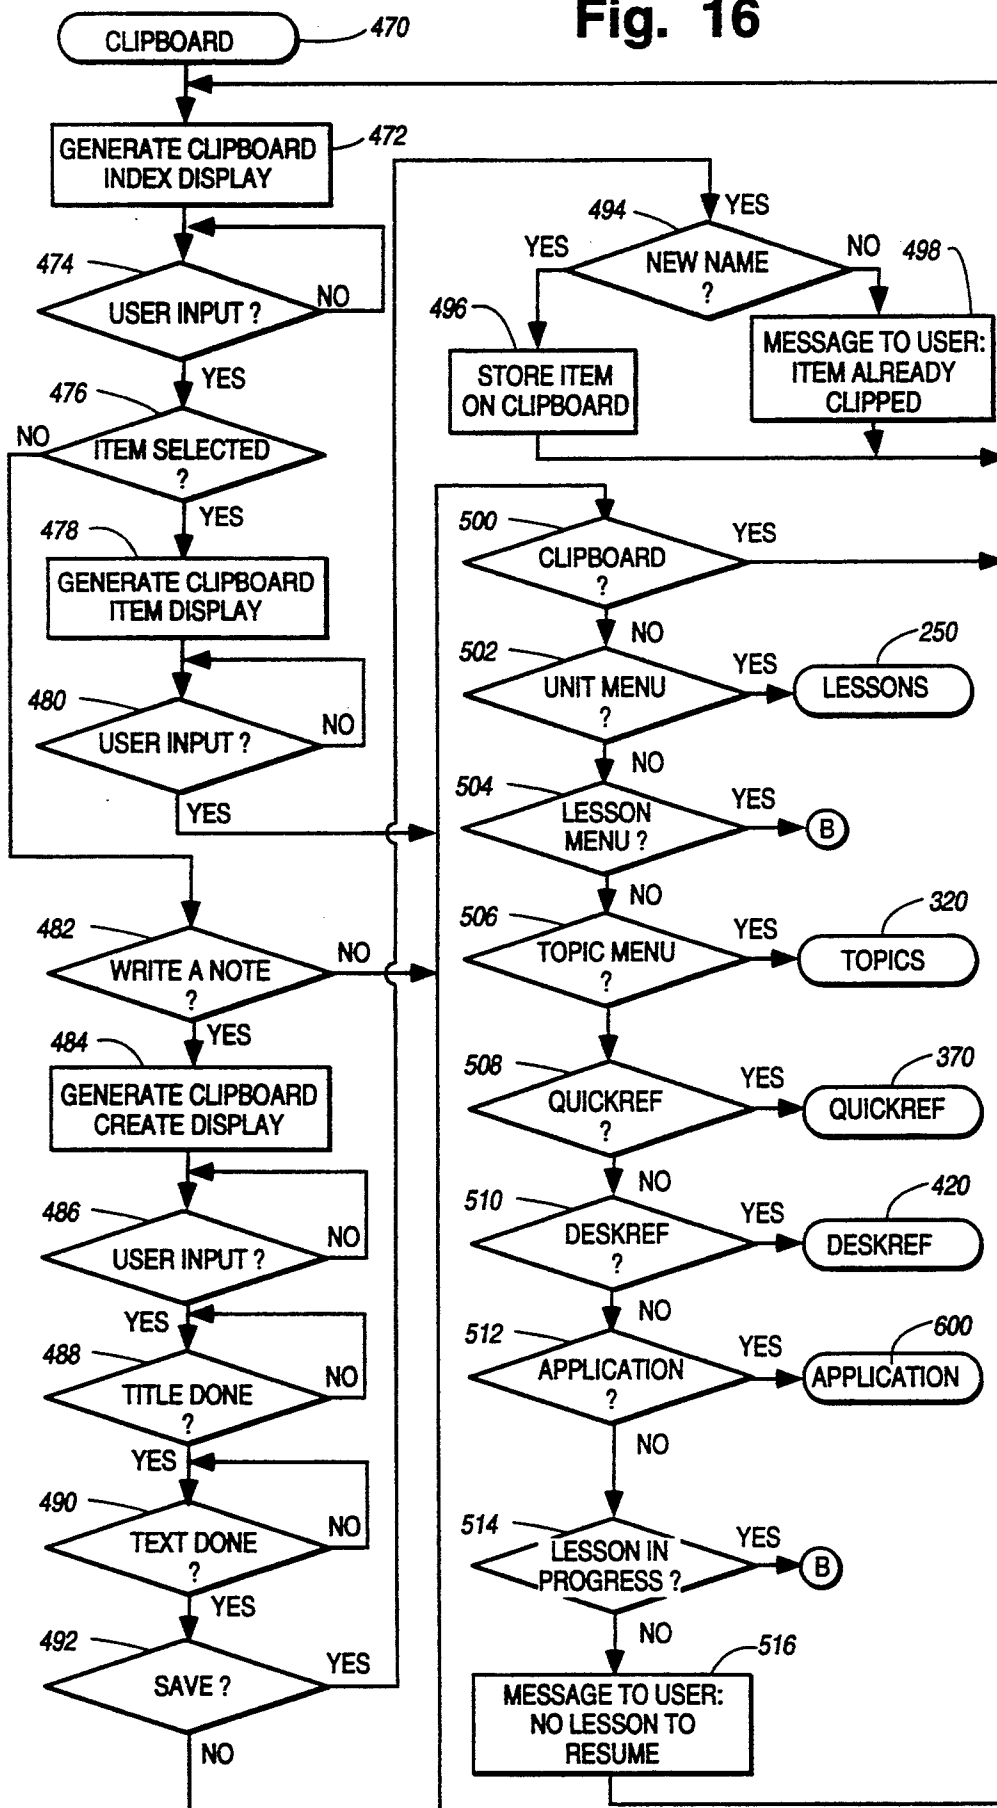 Fig. 16
CLIPBOARD
470
GENERATE CLIPBOARD
INDEX DISPLAY
472
474
USER INPUT ?
NO
YES
476
NO
ITEM SELECTED
?
YES
478
GENERATE CLIPBOARD
ITEM DISPLAY
480
USER INPUT ?
NO
YES
482
WRITE A NOTE
?
NO
YES
484
GENERATE CLIPBOARD
CREATE DISPLAY
486
USER INPUT ?
NO
YES
488
TITLE DONE
?
NO
YES
490
TEXT DONE
?
NO
YES
492
SAVE ?
YES
NO
YES
494
NEW NAME
?
YES
NO
496
STORE ITEM
ON CLIPBOARD
498
MESSAGE TO USER:
ITEM ALREADY
CLIPPED
500
CLIPBOARD
?
YES
NO
502
UNIT MENU
?
YES
250
LESSONS
NO
504
LESSON
MENU ?
YES
B
NO
506
TOPIC MENU
?
YES
320
TOPICS
508
QUICKREF
?
YES
370
QUICKREF
NO
510
DESKREF
?
YES
420
DESKREF
NO
512
APPLICATION
?
YES
600
APPLICATION
NO
514
LESSON IN
PROGRESS ?
YES
B
NO
516
MESSAGE TO USER:
NO LESSON TO
RESUME